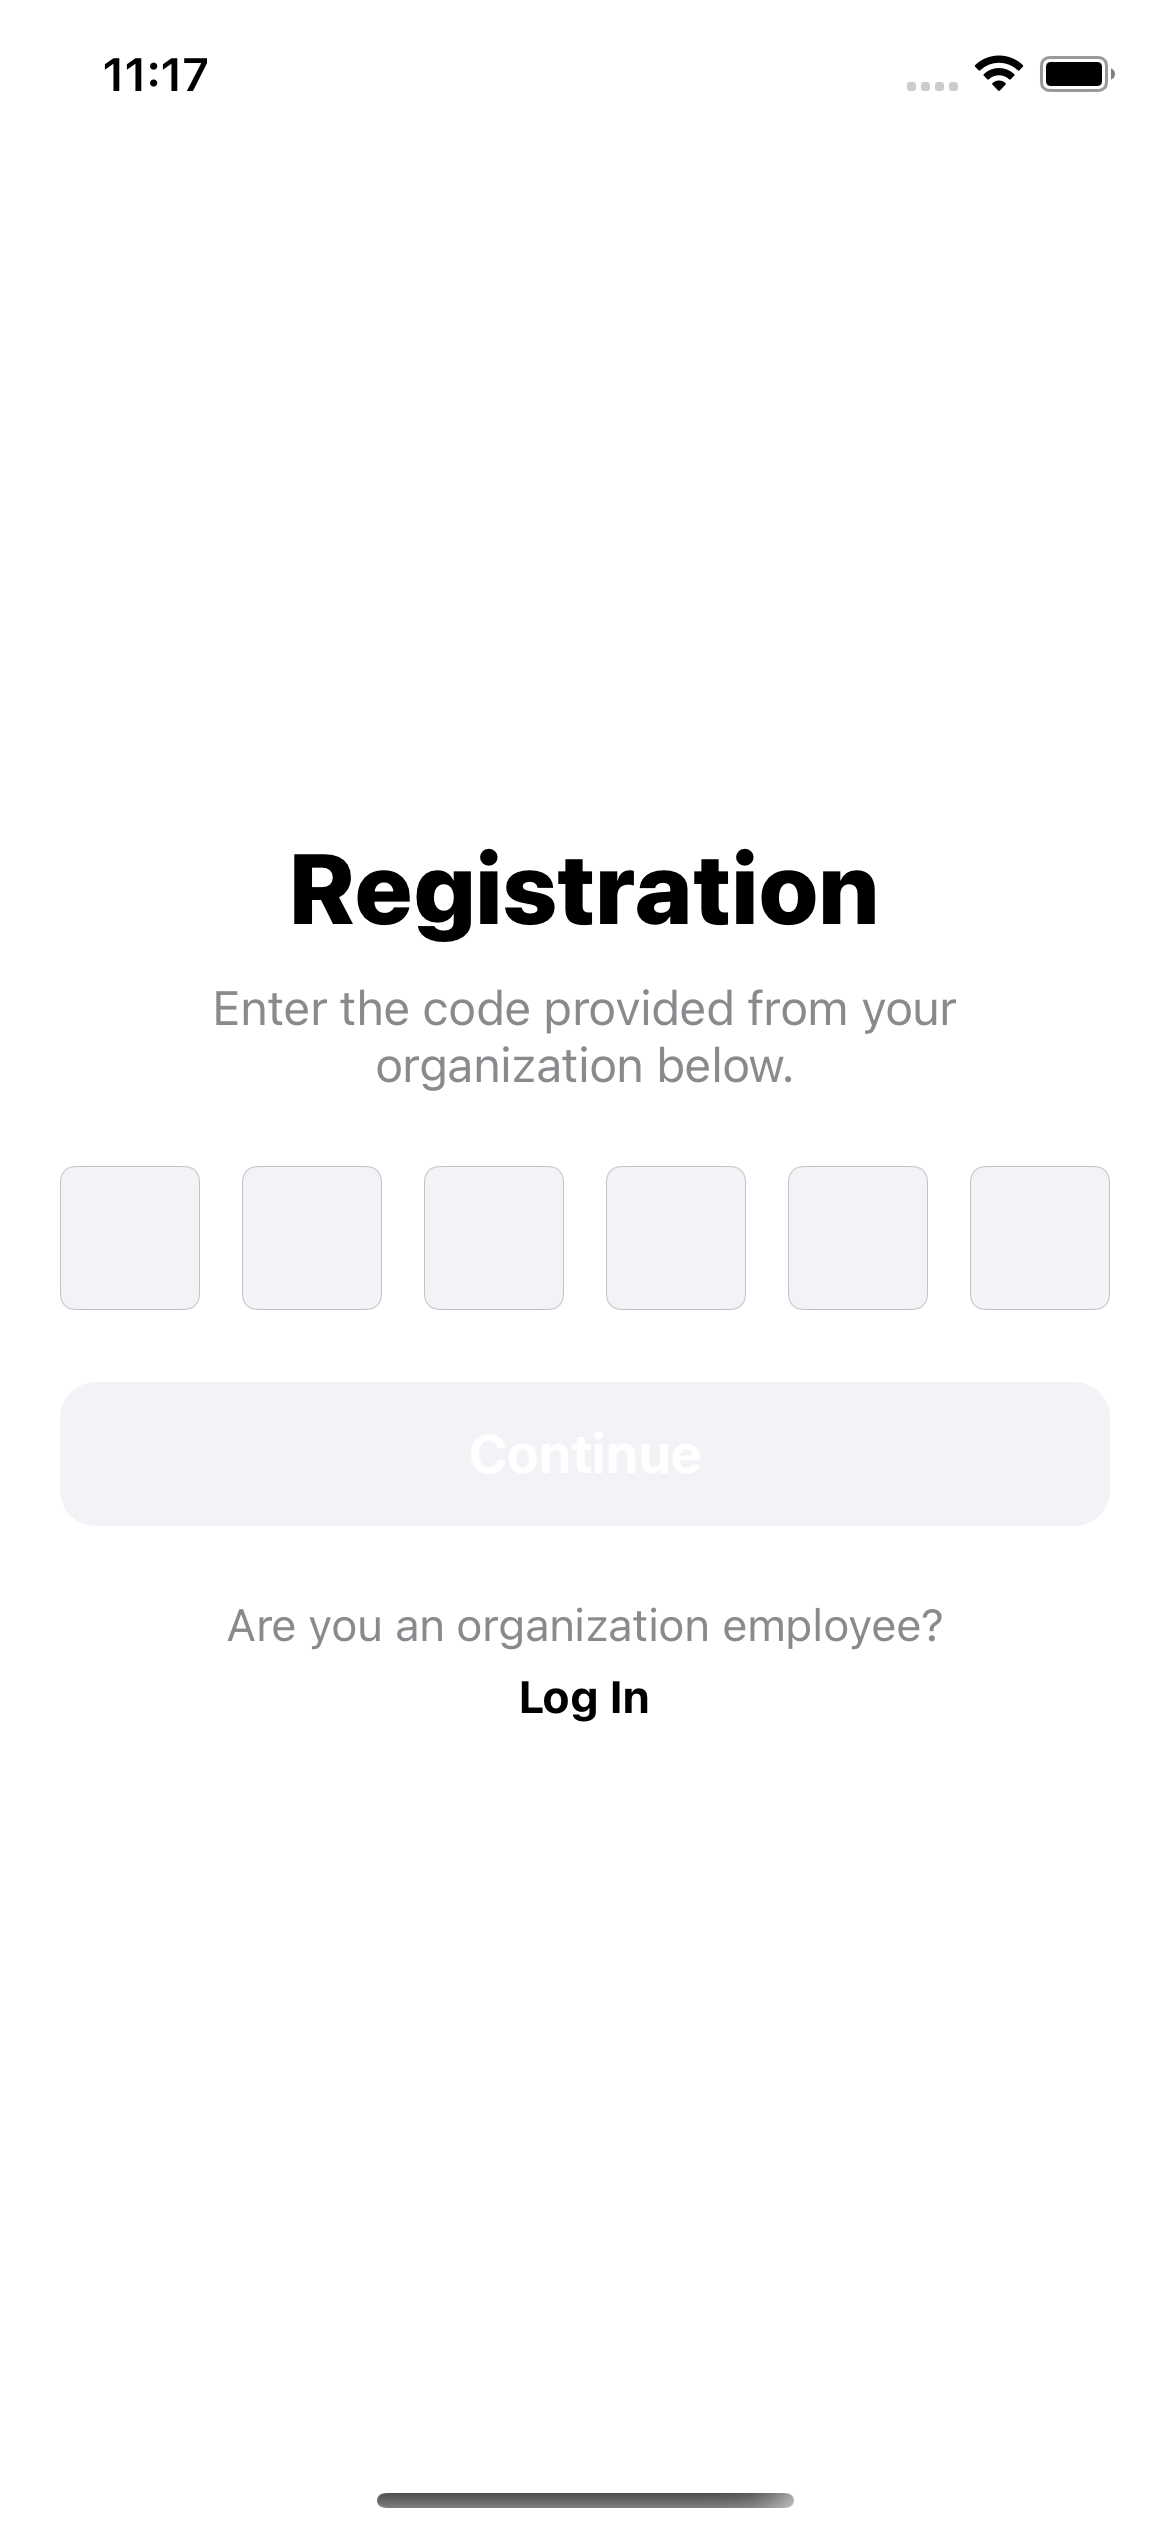 11:17
Registration
Enter the code provided from your
organization below.
Continue
Are you an organization employee?
Log In